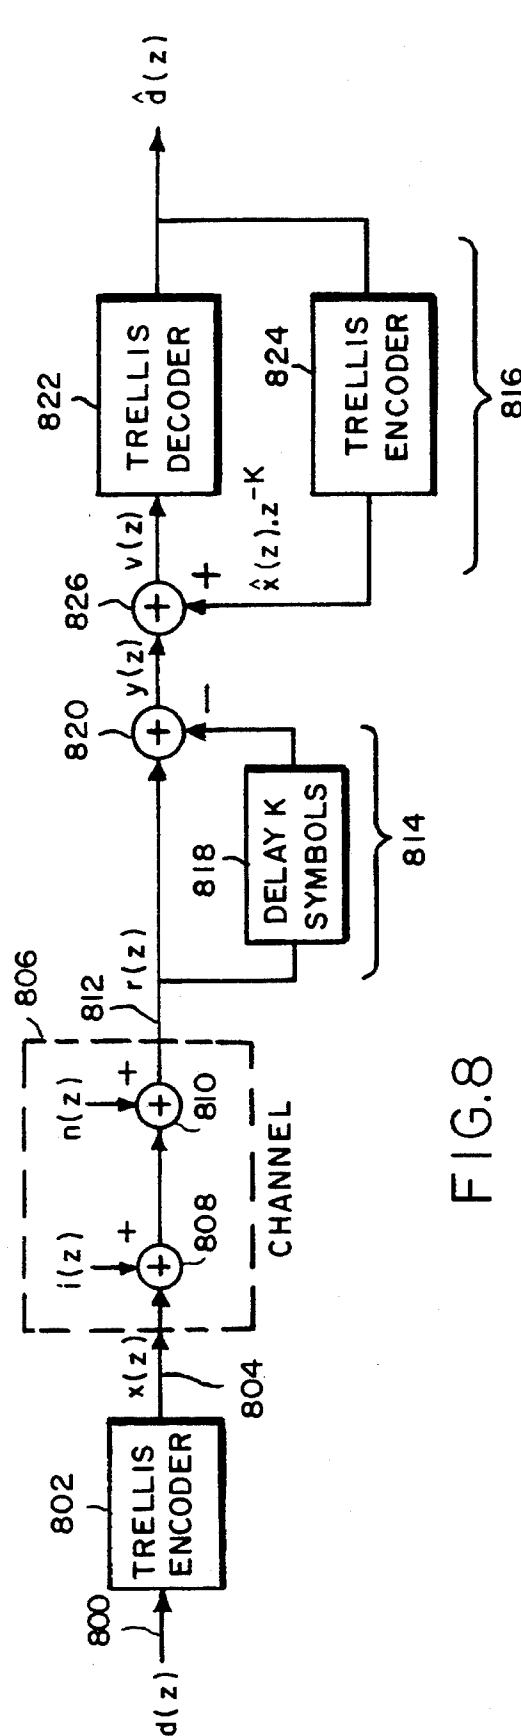 d(z)
800
802
TRELLIS
ENCODER
x(z)
804
i(z)
+
+
808
n(z)
+
+
810
806
CHANNEL
812
r(z)
818
DELAY K
SYMBOLS
814
820
+
−
y(z)
826
+
+
v(z)
x̂(z).z⁻ᴷ
822
TRELLIS
DECODER
824
TRELLIS
ENCODER
816
d̂(z)
FIG.8